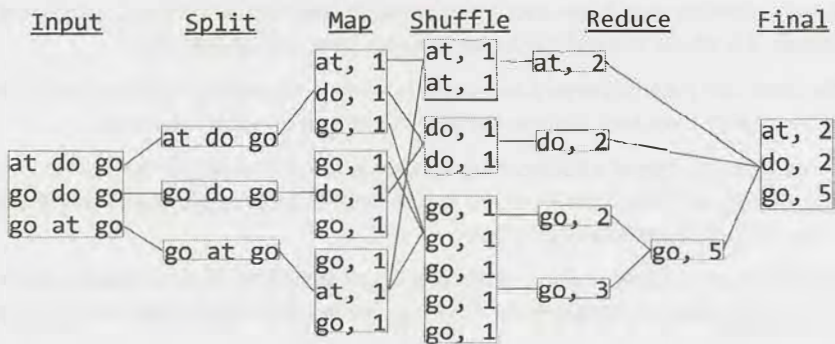 Input Split Map Shuffle Reduce Final
at do go
go do go
go at go
at do go
go do go
go at go
at, 1
do, 1
go, 1
go, 1
do, 1
go, 1
go, 1
at, 1
go, 1
at, 1
at, 1
do, 1
do, 1
go, 1
go, 1
go, 1
go, 1
go, 1
at, 2
do, 2
go, 2
go, 3
go, 5
at, 2
do, 2
go, 5